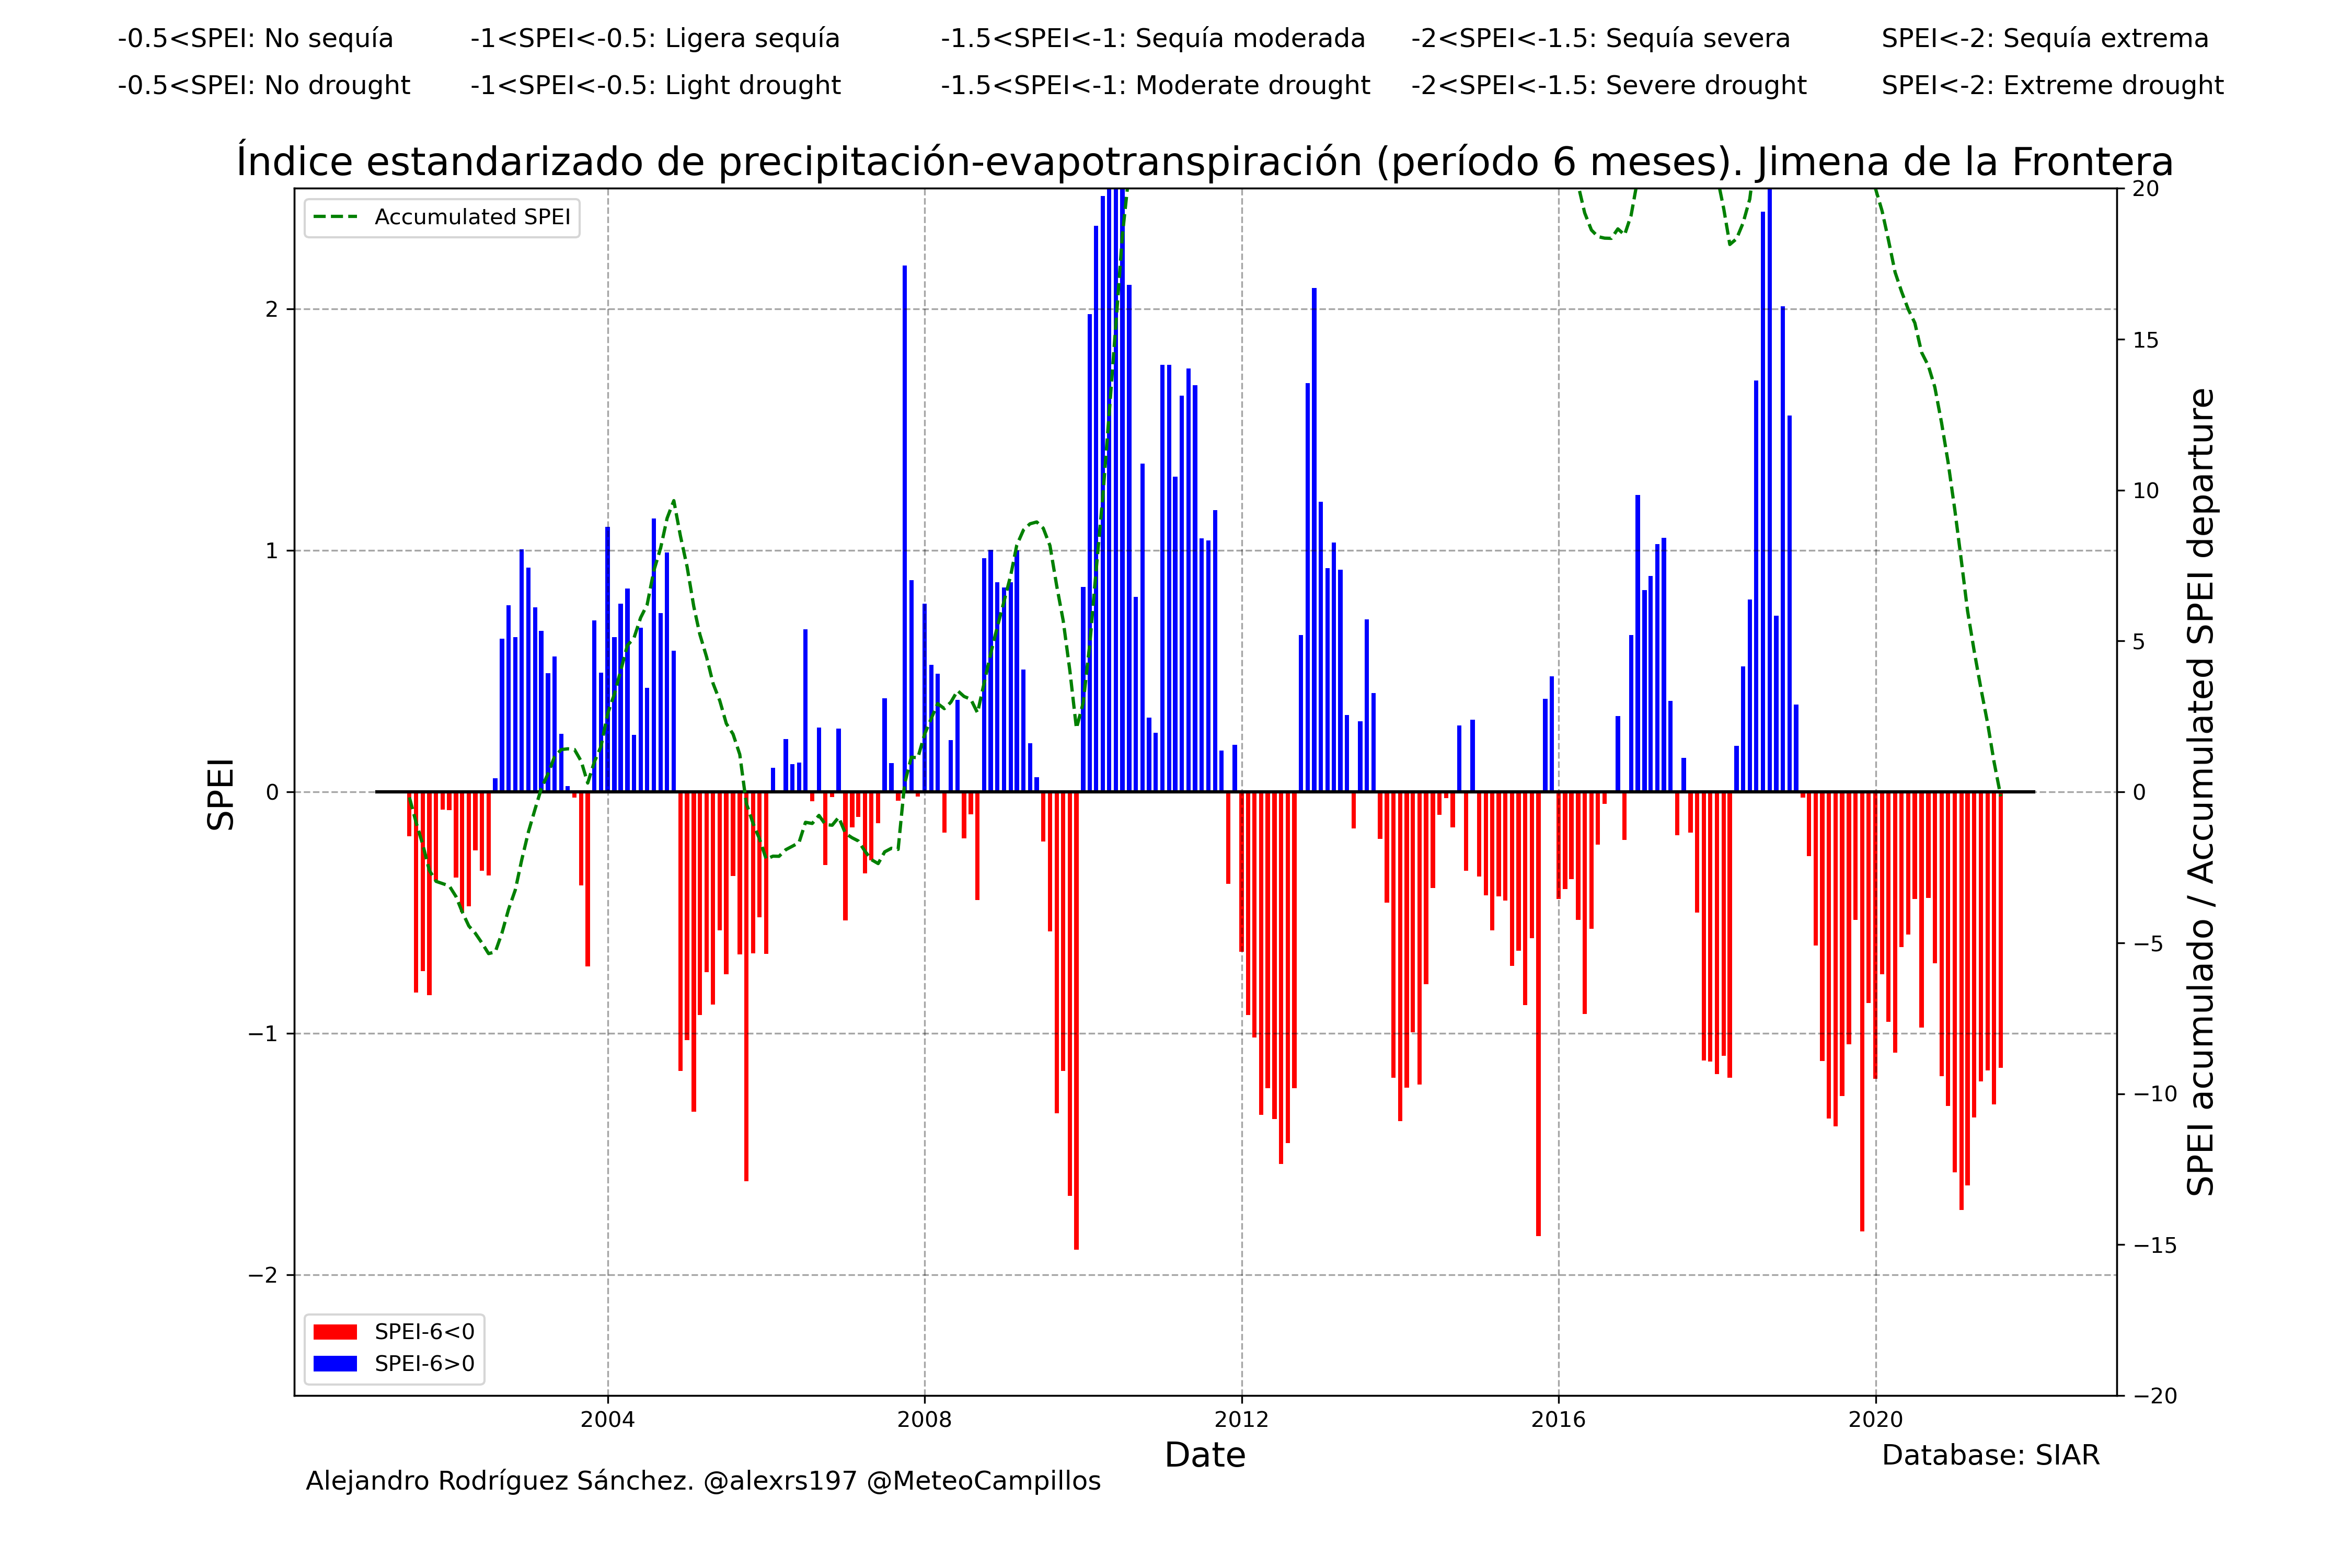 -0.5<SPEI: No sequía -1<SPEI<-0.5: Ligera sequía -1.5<SPEI<-1: Sequía moderada -2<SPEI<-1.5: Sequía severa SPEI<-2: Sequía extrema
-0.5<SPEI: No drought -1<SPEI<-0.5: Light drought -1.5<SPEI<-1: Moderate drought -2<SPEI<-1.5: Severe drought SPEI<-2: Extreme drought
Índice estandarizado de precipitación-evapotranspiración (período 6 meses). Jimena de la Frontera
Accumulated SPEI
2
1
0
−1
−2
SPEI
20
15
10
5
0
−5
−10
−15
−20
SPEI acumulado / Accumulated SPEI departure
SPEI-6<0
SPEI-6>0
2004 2008 2012 2016 2020
Date
Database: SIAR
Alejandro Rodríguez Sánchez. @alexrs197 @MeteoCampillos